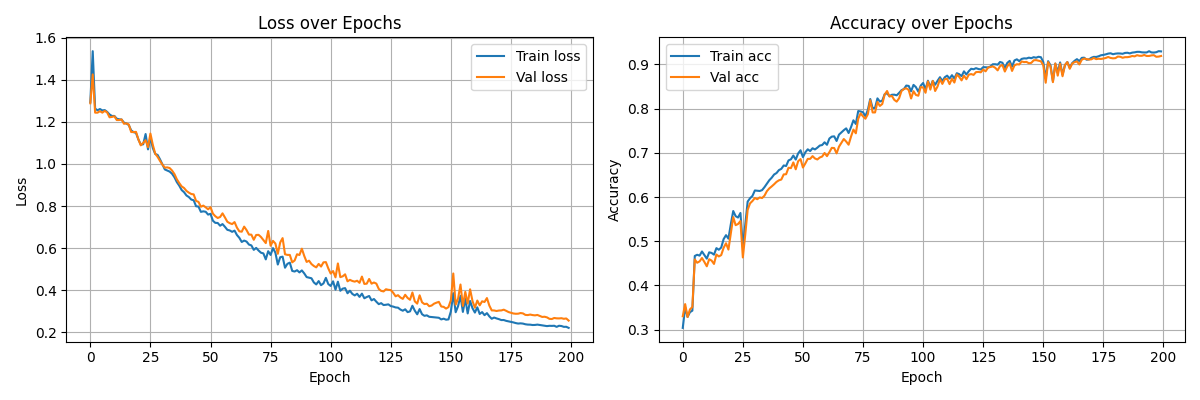 Loss over Epochs
1.6
1.4
1.2
1.0
0.8
0.6
0.4
0.2
Loss
0 25 50 75 100 125 150 175 200
Epoch
Train loss
Val loss
Accuracy over Epochs
0.9
0.8
0.7
0.6
0.5
0.4
0.3
Accuracy
0 25 50 75 100 125 150 175 200
Epoch
Train acc
Val acc